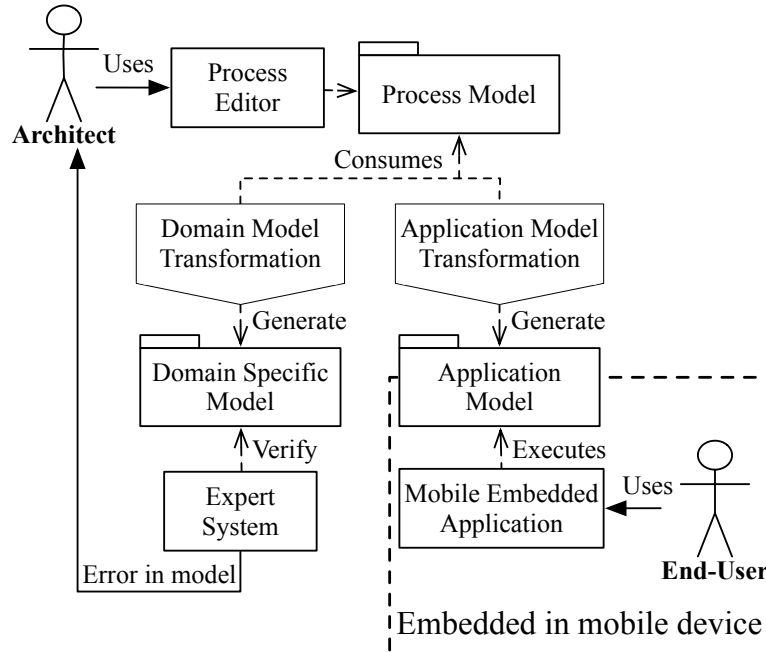 Uses
Process
Editor
Process Model
Architect
Consumes
Domain Model
Transformation
Application Model
Transformation
Generate
Generate
Domain Specific
Model
Application
Model
Verify
Executes
Expert
System
Mobile Embedded
Application
Uses
Error in model
End-User
Embedded in mobile device